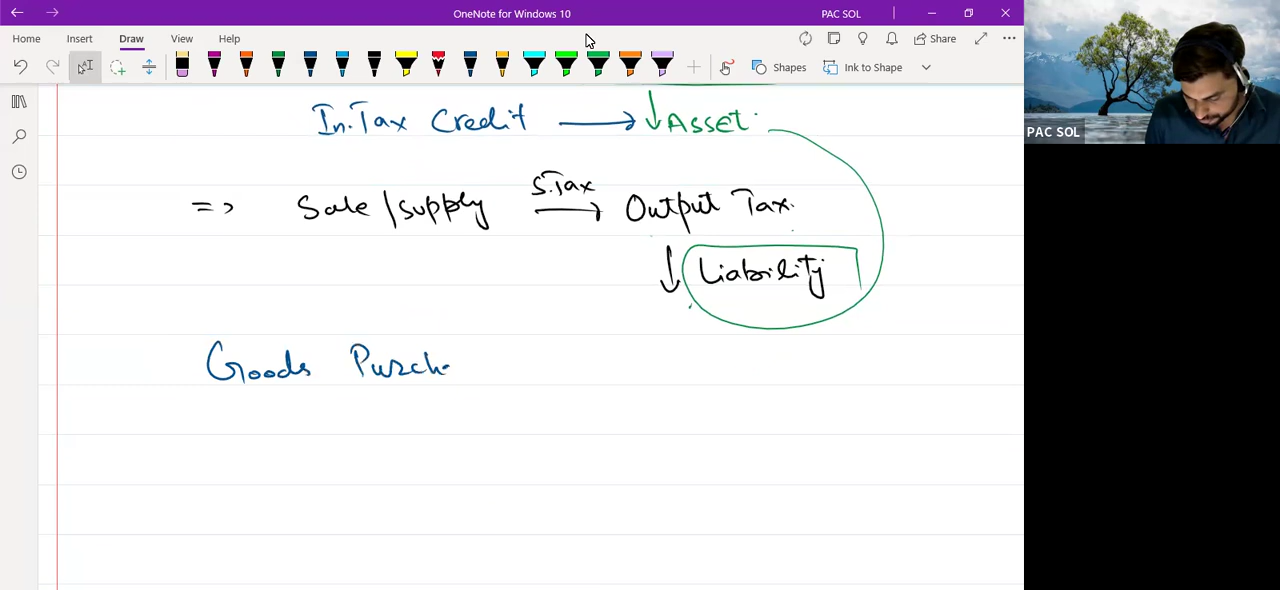 OneNote for Windows 10
PAC SOL
Home Insert Draw View Help
Share
Shapes Ink to Shape
In.Tax Credit → ↓ Asset.
=> Sale/supply S.Tax → Output Tax.
↓ Liability
Goods Purch.
PAC SOL